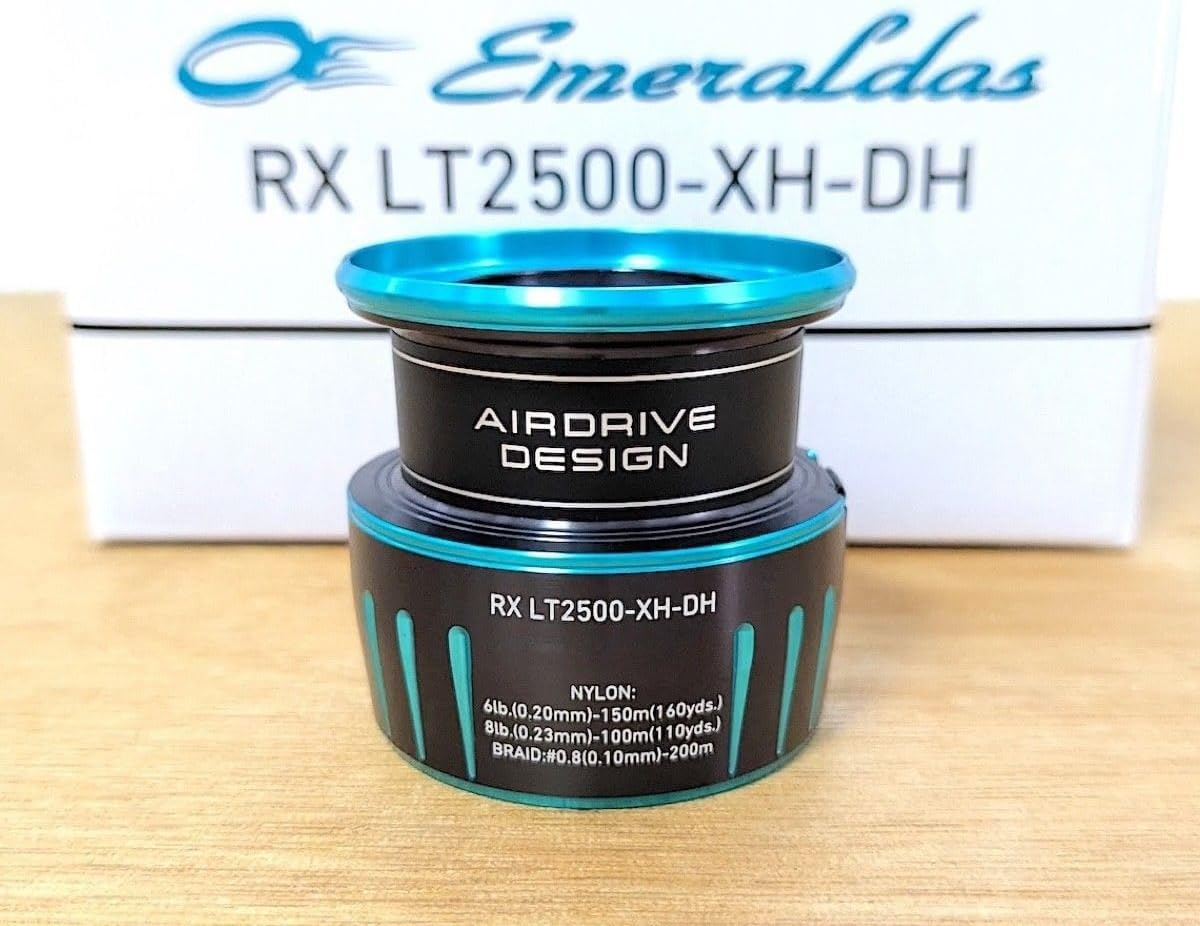 Emeraldas
RX LT2500-XH-DH
AIRDRIVE
DESIGN
RX LT2500-XH-DH
NYLON:
6lb.(0.20mm)-150m(160yds.)
8lb.(0.23mm)-100m(110yds.)
BRAID:#0.8(0.10mm)-200m